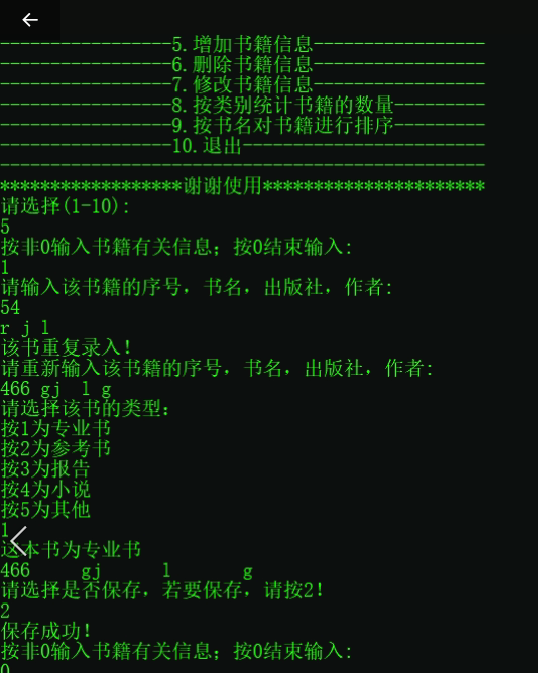 -----------------5.增加书籍信息-----------------
-----------------6.删除书籍信息-----------------
-----------------7.修改书籍信息-----------------
-----------------8.按类别统计书籍的数量---------
-----------------9.按书名对书籍进行排序---------
-----------------10.退出------------------------
------------------------------------------------
******************谢谢使用**********************
请选择(1-10):
5
按非0输入书籍有关信息；按0结束输入:
1
请输入该书籍的序号，书名，出版社，作者:
54
r j l
该书重复录入！
请重新输入该书籍的序号，书名，出版社，作者:
466 gj  l g
请选择该书的类型：
按1为专业书
按2为参考书
按3为报告
按4为小说
按5为其他
1
这本书为专业书
466     gj      l       g
请选择是否保存，若要保存，请按2！
2
保存成功！
按非0输入书籍有关信息；按0结束输入:
0